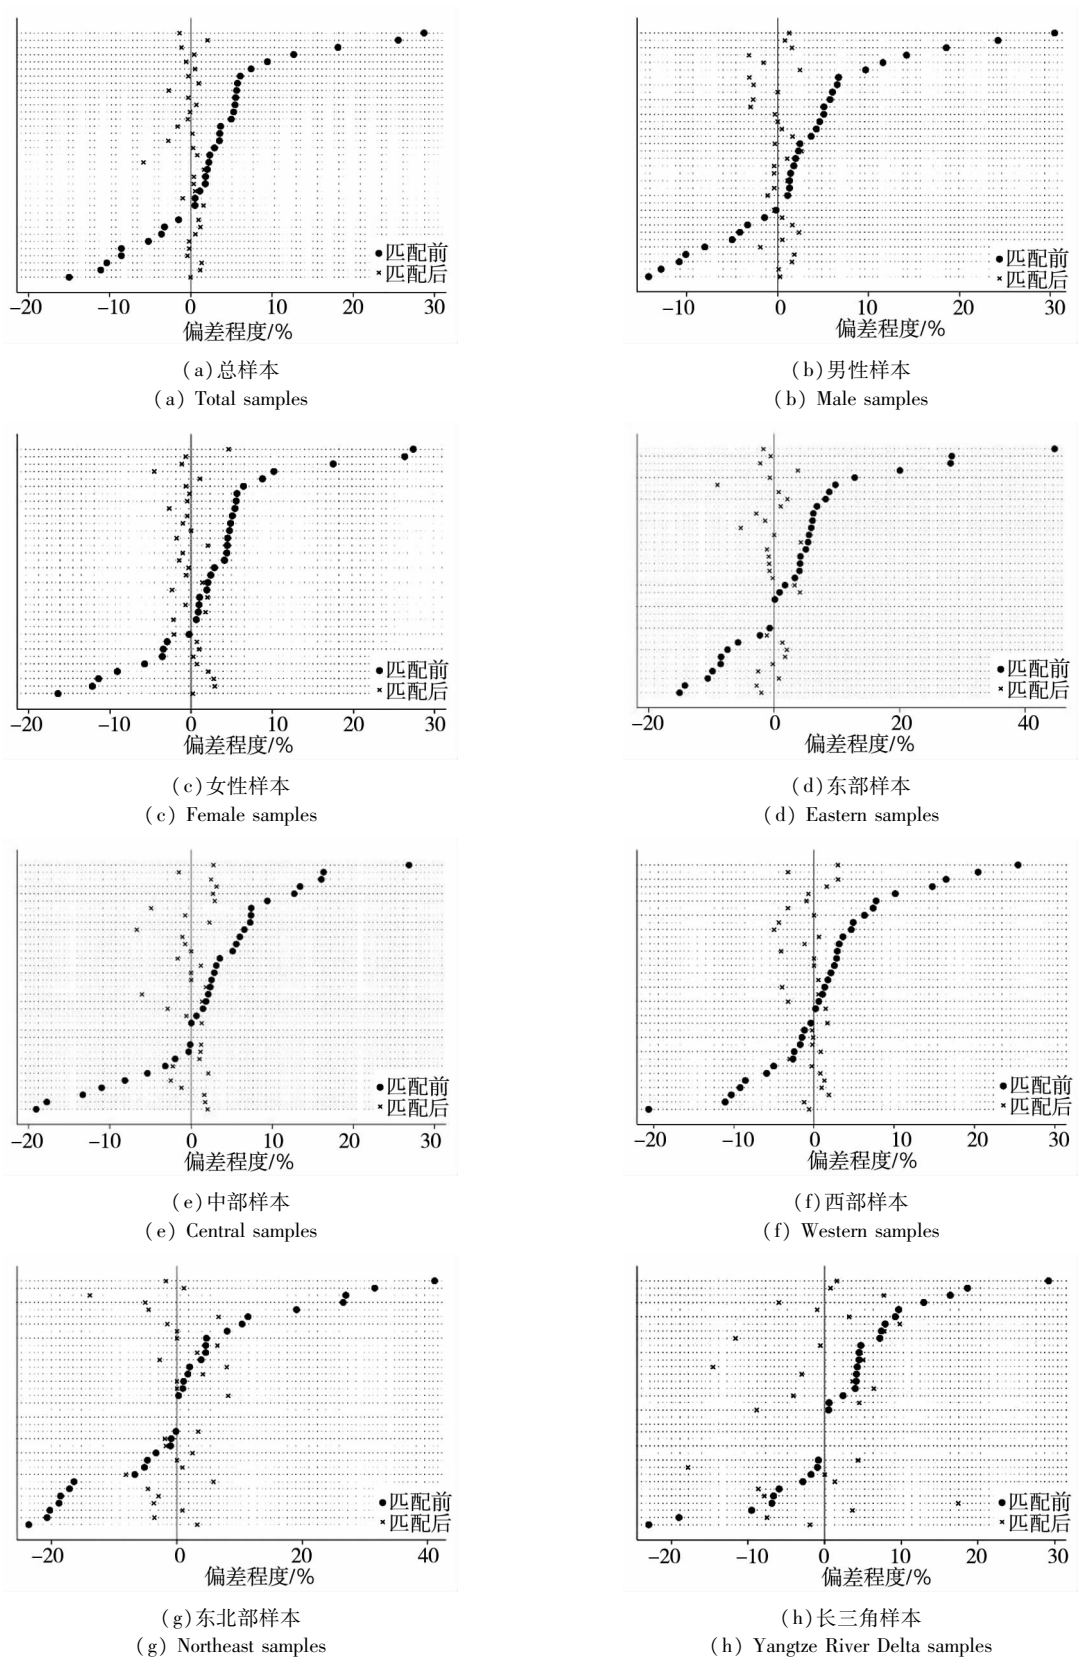 匹配前
匹配后
−20 −10 0 10 20 30
偏差程度/%
(a)总样本
(a) Total samples
匹配前
匹配后
−10 0 10 20 30
偏差程度/%
(b)男性样本
(b) Male samples
匹配前
匹配后
−20 −10 0 10 20 30
偏差程度/%
(c)女性样本
(c) Female samples
匹配前
匹配后
−20 0 20 40
偏差程度/%
(d)东部样本
(d) Eastern samples
匹配前
匹配后
−20 −10 0 10 20 30
偏差程度/%
(e)中部样本
(e) Central samples
匹配前
匹配后
−20 −10 0 10 20 30
偏差程度/%
(f)西部样本
(f) Western samples
匹配前
匹配后
−20 0 20 40
偏差程度/%
(g)东北部样本
(g) Northeast samples
匹配前
匹配后
−20 −10 0 10 20 30
偏差程度/%
(h)长三角样本
(h) Yangtze River Delta samples